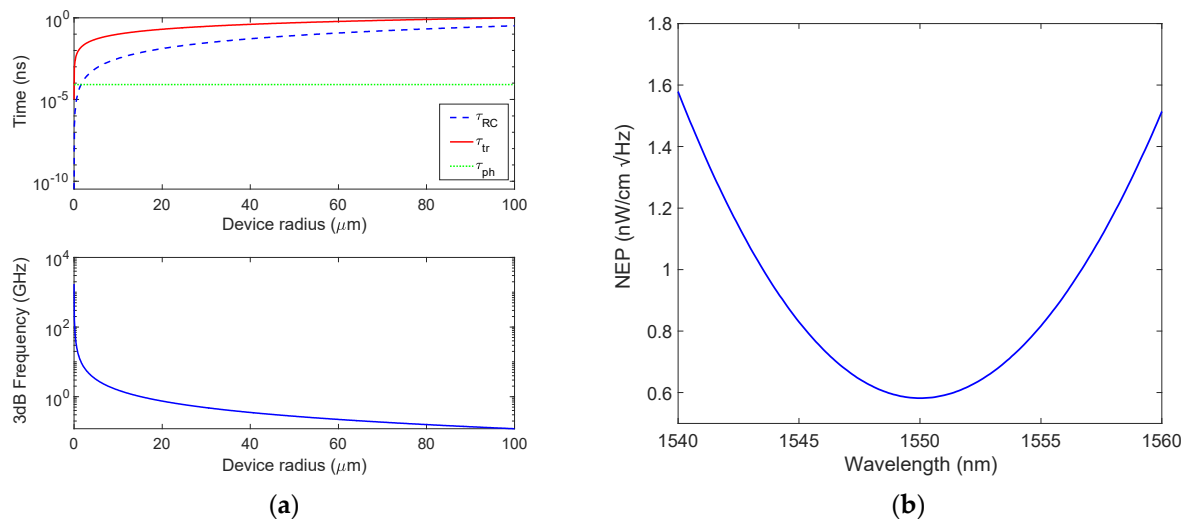 Time (ns)
10^0
10^-5
10^-10
τ_RC
τ_tr
τ_ph
0 20 40 60 80 100
Device radius (μm)
3dB Frequency (GHz)
10^4
10^2
10^0
0 20 40 60 80 100
Device radius (μm)
(a)
NEP (nW/cm √Hz)
1.8
1.6
1.4
1.2
1
0.8
0.6
1540 1545 1550 1555 1560
Wavelength (nm)
(b)